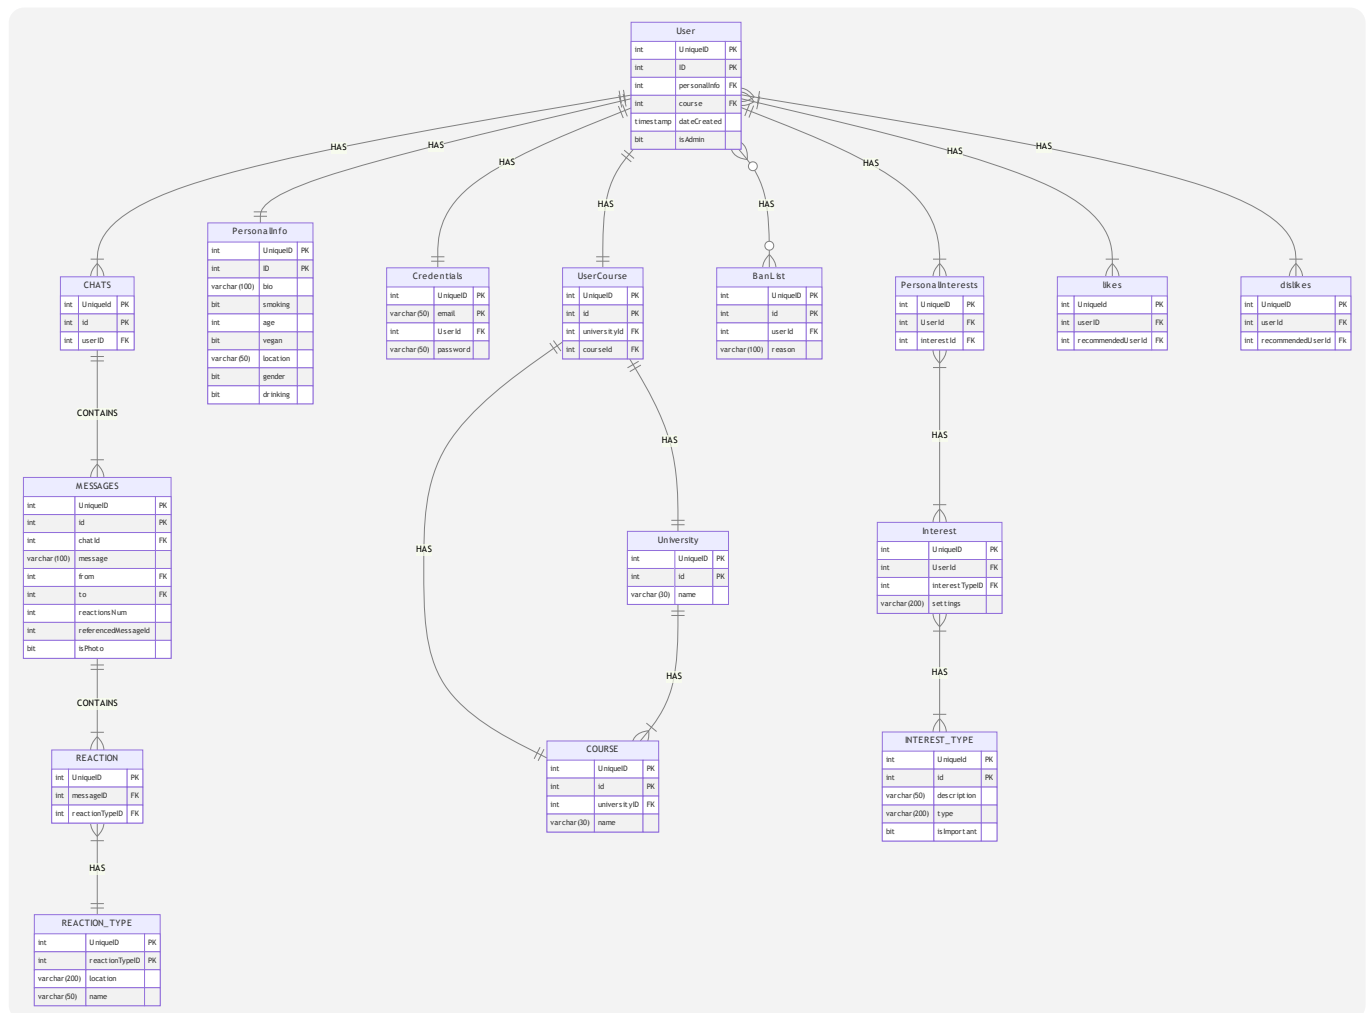 User
int UniqueID PK
int ID PK
int personalInfo FK
int course FK
timestamp dateCreated
bit isAdmin
HAS
HAS
HAS
HAS
HAS
HAS
HAS
HAS
CHATS
int UniqueId PK
int id PK
int userID FK
PersonalInfo
int UniqueID PK
int ID PK
varchar(100) bio
bit smoking
int age
bit vegan
varchar(50) location
bit gender
bit drinking
Credentials
int UniqueID PK
varchar(50) email PK
int UserId FK
varchar(50) password
UserCourse
int UniqueID PK
int id PK
int universityId FK
int courseId FK
BanList
int UniqueID PK
int id PK
int userId FK
varchar(100) reason
PersonalInterests
int UniqueID PK
int UserId FK
int interestId FK
likes
int UniqueId PK
int userID FK
int recommendedUserId FK
dislikes
int UniqueID PK
int userId FK
int recommendedUserId Fk
CONTAINS
HAS
HAS
HAS
MESSAGES
int UniqueID PK
int id PK
int chatId FK
varchar(100) message
int from FK
int to FK
int reactionsNum
int referencedMessageId
bit isPhoto
University
int UniqueID PK
int id PK
varchar(30) name
Interest
int UniqueID PK
int UserId FK
int interestTypeID FK
varchar(200) settings
CONTAINS
HAS
HAS
REACTION
int UniqueID PK
int messageID FK
int reactionTypeID FK
COURSE
int UniqueID PK
int id PK
int universityID FK
varchar(30) name
INTEREST_TYPE
int UniqueId PK
int id PK
varchar(50) description
varchar(200) type
bit isImportant
HAS
REACTION_TYPE
int UniqueID PK
int reactionTypeID PK
varchar(200) location
varchar(50) name